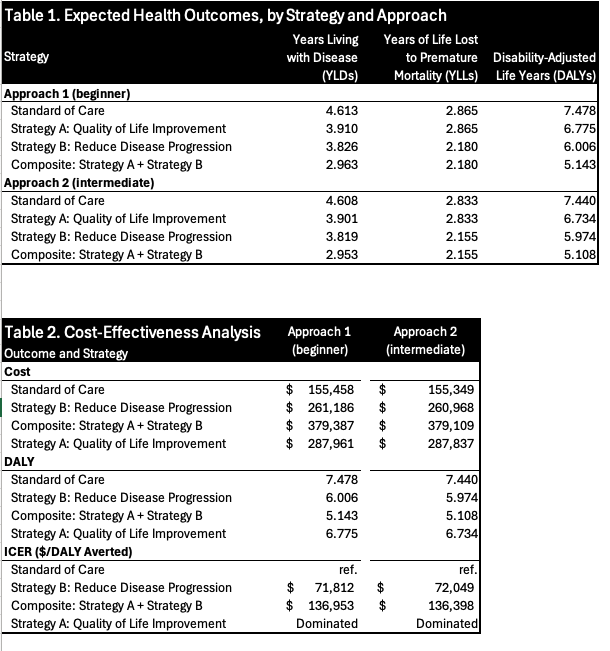 Table 1. Expected Health Outcomes, by Strategy and Approach
Strategy Years Living with Disease (YLDs) Years of Life Lost to Premature Mortality (YLLs) Disability-Adjusted Life Years (DALYs)
Approach 1 (beginner)
Standard of Care 4.613 2.865 7.478
Strategy A: Quality of Life Improvement 3.910 2.865 6.775
Strategy B: Reduce Disease Progression 3.826 2.180 6.006
Composite: Strategy A + Strategy B 2.963 2.180 5.143
Approach 2 (intermediate)
Standard of Care 4.608 2.833 7.440
Strategy A: Quality of Life Improvement 3.901 2.833 6.734
Strategy B: Reduce Disease Progression 3.819 2.155 5.974
Composite: Strategy A + Strategy B 2.953 2.155 5.108
Table 2. Cost-Effectiveness Analysis
Outcome and Strategy Approach 1 (beginner) Approach 2 (intermediate)
Cost
Standard of Care $ 155,458 $ 155,349
Strategy B: Reduce Disease Progression $ 261,186 $ 260,968
Composite: Strategy A + Strategy B $ 379,387 $ 379,109
Strategy A: Quality of Life Improvement $ 287,961 $ 287,837
DALY
Standard of Care 7.478 7.440
Strategy B: Reduce Disease Progression 6.006 5.974
Composite: Strategy A + Strategy B 5.143 5.108
Strategy A: Quality of Life Improvement 6.775 6.734
ICER ($/DALY Averted)
Standard of Care ref. ref.
Strategy B: Reduce Disease Progression $ 71,812 $ 72,049
Composite: Strategy A + Strategy B $ 136,953 $ 136,398
Strategy A: Quality of Life Improvement Dominated Dominated